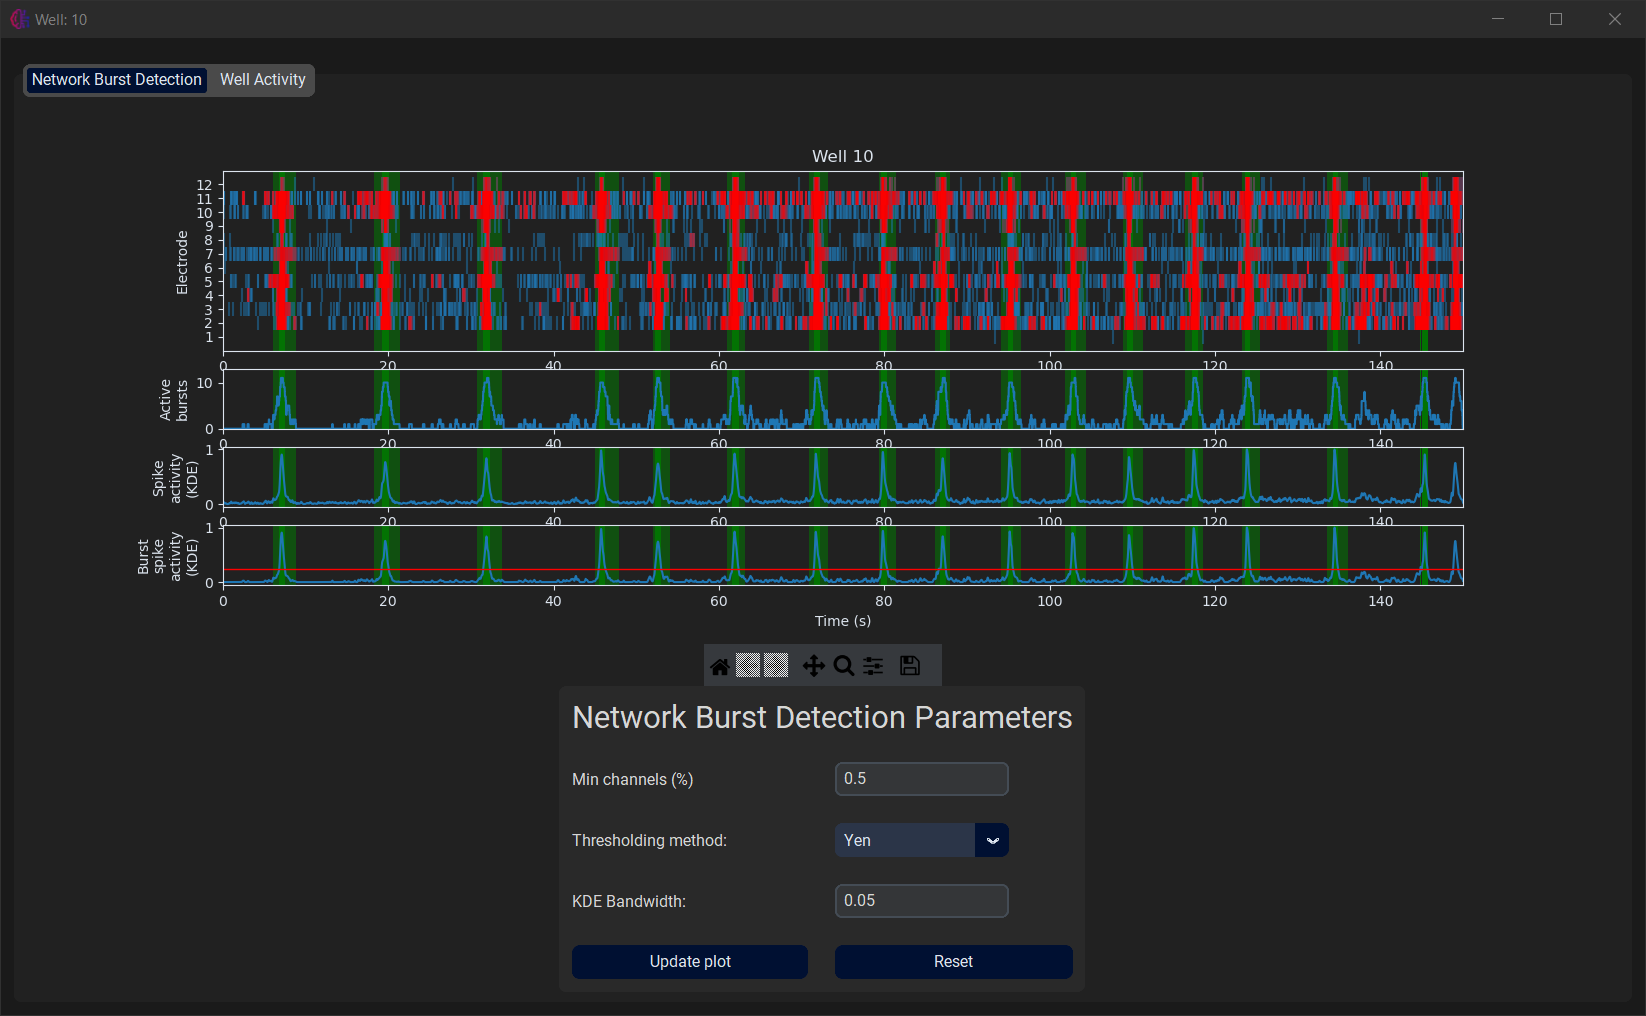 Well: 10
Network Burst Detection Well Activity
Well 10
Electrode
12
11
10
9
8
7
6
5
4
3
2
1
0 20 40 60 80 100 120 140
Active
bursts
10
0
0 20 40 60 80 100 120 140
Spike
activity
(KDE)
1
0
0 20 40 60 80 100 120 140
Burst
spike
activity
(KDE)
1
0
0 20 40 60 80 100 120 140
Time (s)
Network Burst Detection Parameters
Min channels (%) 0.5
Thresholding method: Yen
KDE Bandwidth: 0.05
Update plot Reset